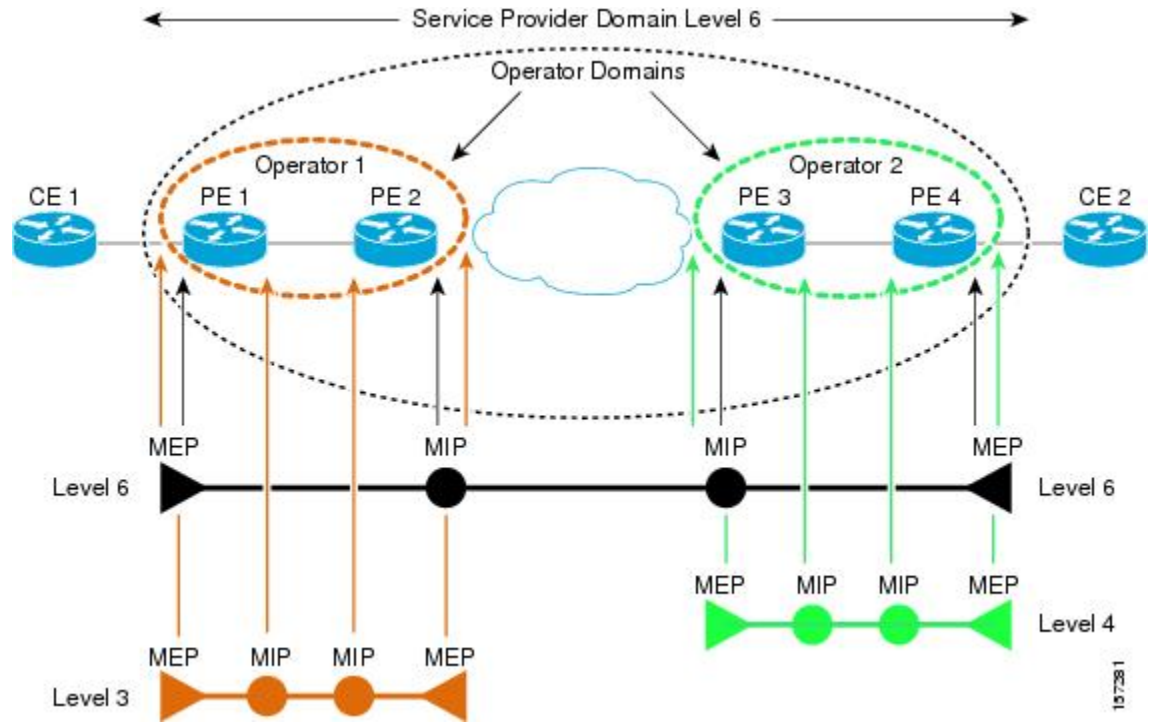 Service Provider Domain Level 6
Operator Domains
Operator 1
Operator 2
CE 1
PE 1
PE 2
PE 3
PE 4
CE 2
MEP
MIP
MIP
MEP
Level 6
Level 6
MEP
MIP
MIP
MEP
Level 4
MEP
MIP
MIP
MEP
Level 3
157281